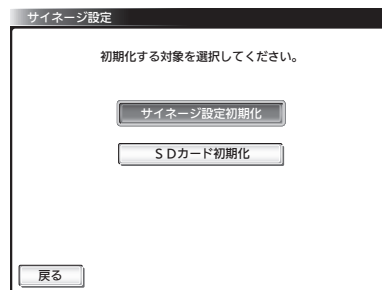 サイネージ設定
初期化する対象を選択してください。
サイネージ設定初期化
ＳＤカード初期化
戻る